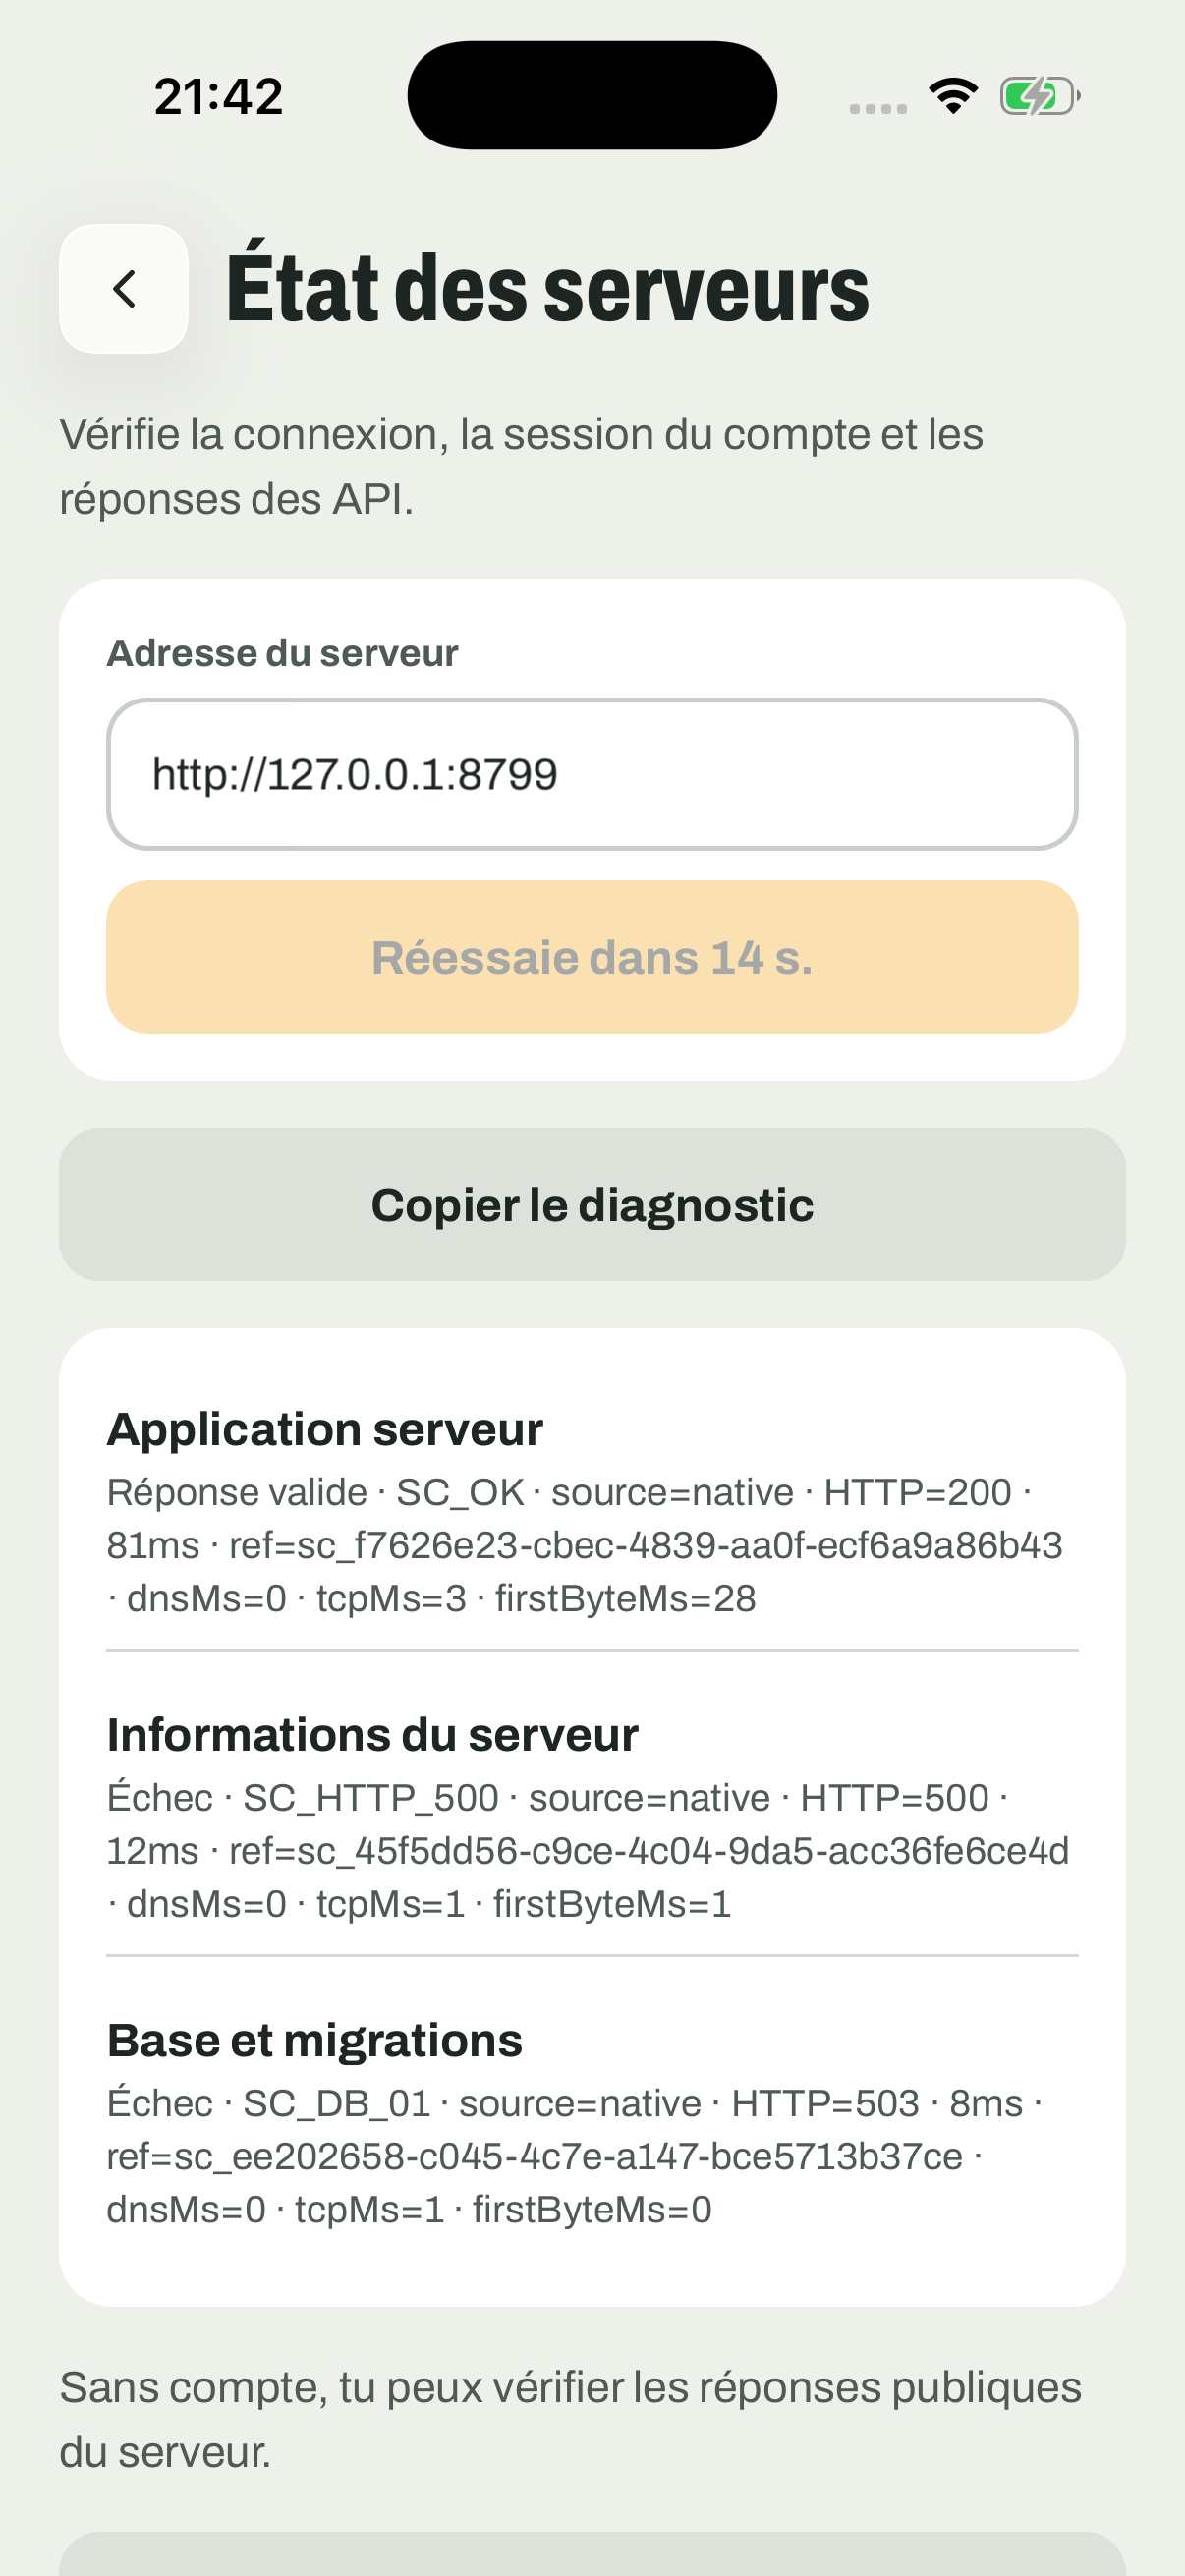 21:42
État des serveurs
Vérifie la connexion, la session du compte et les
réponses des API.
Adresse du serveur
http://127.0.0.1:8799
Réessaie dans 14 s.
Copier le diagnostic
Application serveur
Réponse valide · SC_OK · source=native · HTTP=200 ·
81ms · ref=sc_f7626e23-cbec-4839-aa0f-ecf6a9a86b43
· dnsMs=0 · tcpMs=3 · firstByteMs=28
Informations du serveur
Échec · SC_HTTP_500 · source=native · HTTP=500 ·
12ms · ref=sc_45f5dd56-c9ce-4c04-9da5-acc36fe6ce4d
· dnsMs=0 · tcpMs=1 · firstByteMs=1
Base et migrations
Échec · SC_DB_01 · source=native · HTTP=503 · 8ms ·
ref=sc_ee202658-c045-4c7e-a147-bce5713b37ce ·
dnsMs=0 · tcpMs=1 · firstByteMs=0
Sans compte, tu peux vérifier les réponses publiques
du serveur.